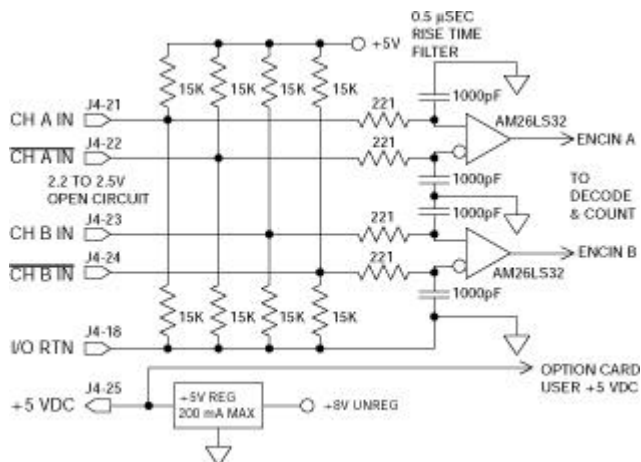 0.5 µSEC
RISE TIME
FILTER
+5V
15K 15K 15K 15K
1000pF
J4-21
CH A IN
221
AM26LS32
ENCIN A
J4-22
CH A IN
221
1000pF
2.2 TO 2.5V
OPEN CIRCUIT
TO
DECODE
& COUNT
1000pF
J4-23
CH B IN
221
ENCIN B
J4-24
CH B IN
221
AM26LS32
1000pF
15K 15K 15K 15K
J4-18
I/O RTN
OPTION CARD
USER +5 VDC
J4-25
+5 VDC
+5V REG
200 mA MAX
+8V UNREG